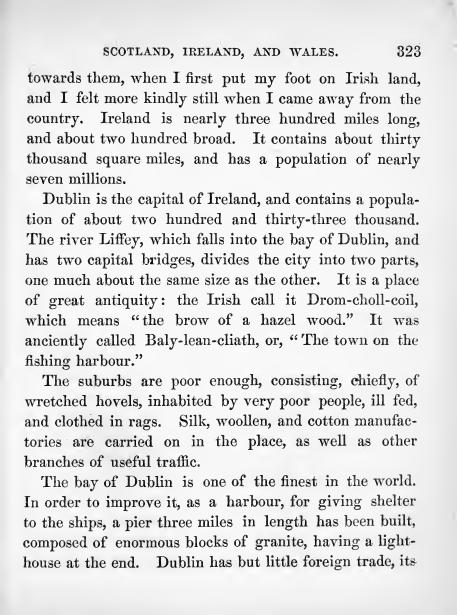 SCOTLAND, IRELAND, AND WALES. 323
towards them, when I first put my foot on Irish land,
and I felt more kindly still when I came away from the
country. Ireland is nearly three hundred miles long,
and about two hundred broad. It contains about thirty
thousand square miles, and has a population of nearly
seven millions.
Dublin is the capital of Ireland, and contains a popula-
tion of about two hundred and thirty-three thousand.
The river Liffey, which falls into the bay of Dublin, and
has two capital bridges, divides the city into two parts,
one much about the same size as the other. It is a place
of great antiquity: the Irish call it Drom-choll-coil,
which means "the brow of a hazel wood." It was
anciently called Baly-lean-cliath, or, "The town on the
fishing harbour."
The suburbs are poor enough, consisting, chiefly, of
wretched hovels, inhabited by very poor people, ill fed,
and clothed in rags. Silk, woollen, and cotton manufac-
tories are carried on in the place, as well as other
branches of useful traffic.
The bay of Dublin is one of the finest in the world.
In order to improve it, as a harbour, for giving shelter
to the ships, a pier three miles in length has been built,
composed of enormous blocks of granite, having a light-
house at the end. Dublin has but little foreign trade, its